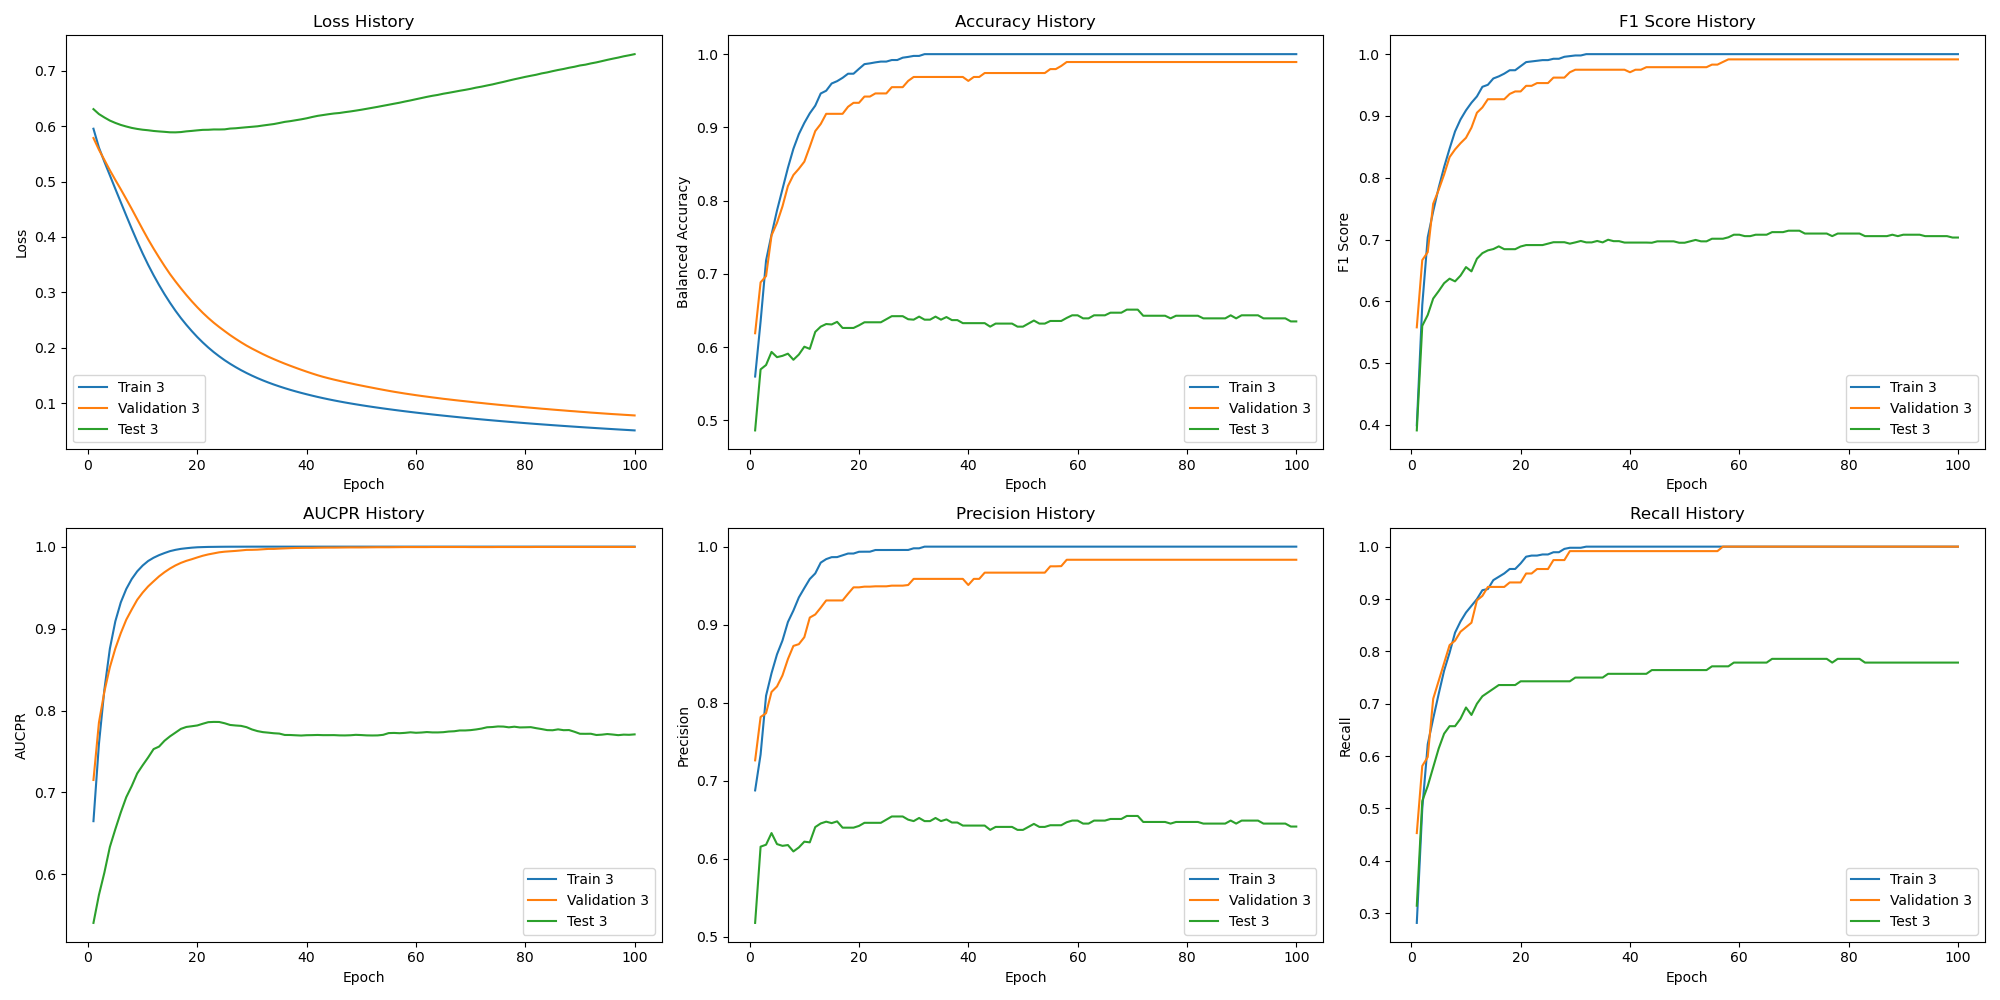 Loss History
Loss
0.7
0.6
0.5
0.4
0.3
0.2
0.1
Train 3
Validation 3
Test 3
0 20 40 60 80 100
Epoch
Accuracy History
Balanced Accuracy
1.0
0.9
0.8
0.7
0.6
0.5
Train 3
Validation 3
Test 3
0 20 40 60 80 100
Epoch
F1 Score History
F1 Score
1.0
0.9
0.8
0.7
0.6
0.5
0.4
Train 3
Validation 3
Test 3
0 20 40 60 80 100
Epoch
AUCPR History
AUCPR
1.0
0.9
0.8
0.7
0.6
Train 3
Validation 3
Test 3
0 20 40 60 80 100
Epoch
Precision History
Precision
1.0
0.9
0.8
0.7
0.6
0.5
Train 3
Validation 3
Test 3
0 20 40 60 80 100
Epoch
Recall History
Recall
1.0
0.9
0.8
0.7
0.6
0.5
0.4
0.3
Train 3
Validation 3
Test 3
0 20 40 60 80 100
Epoch